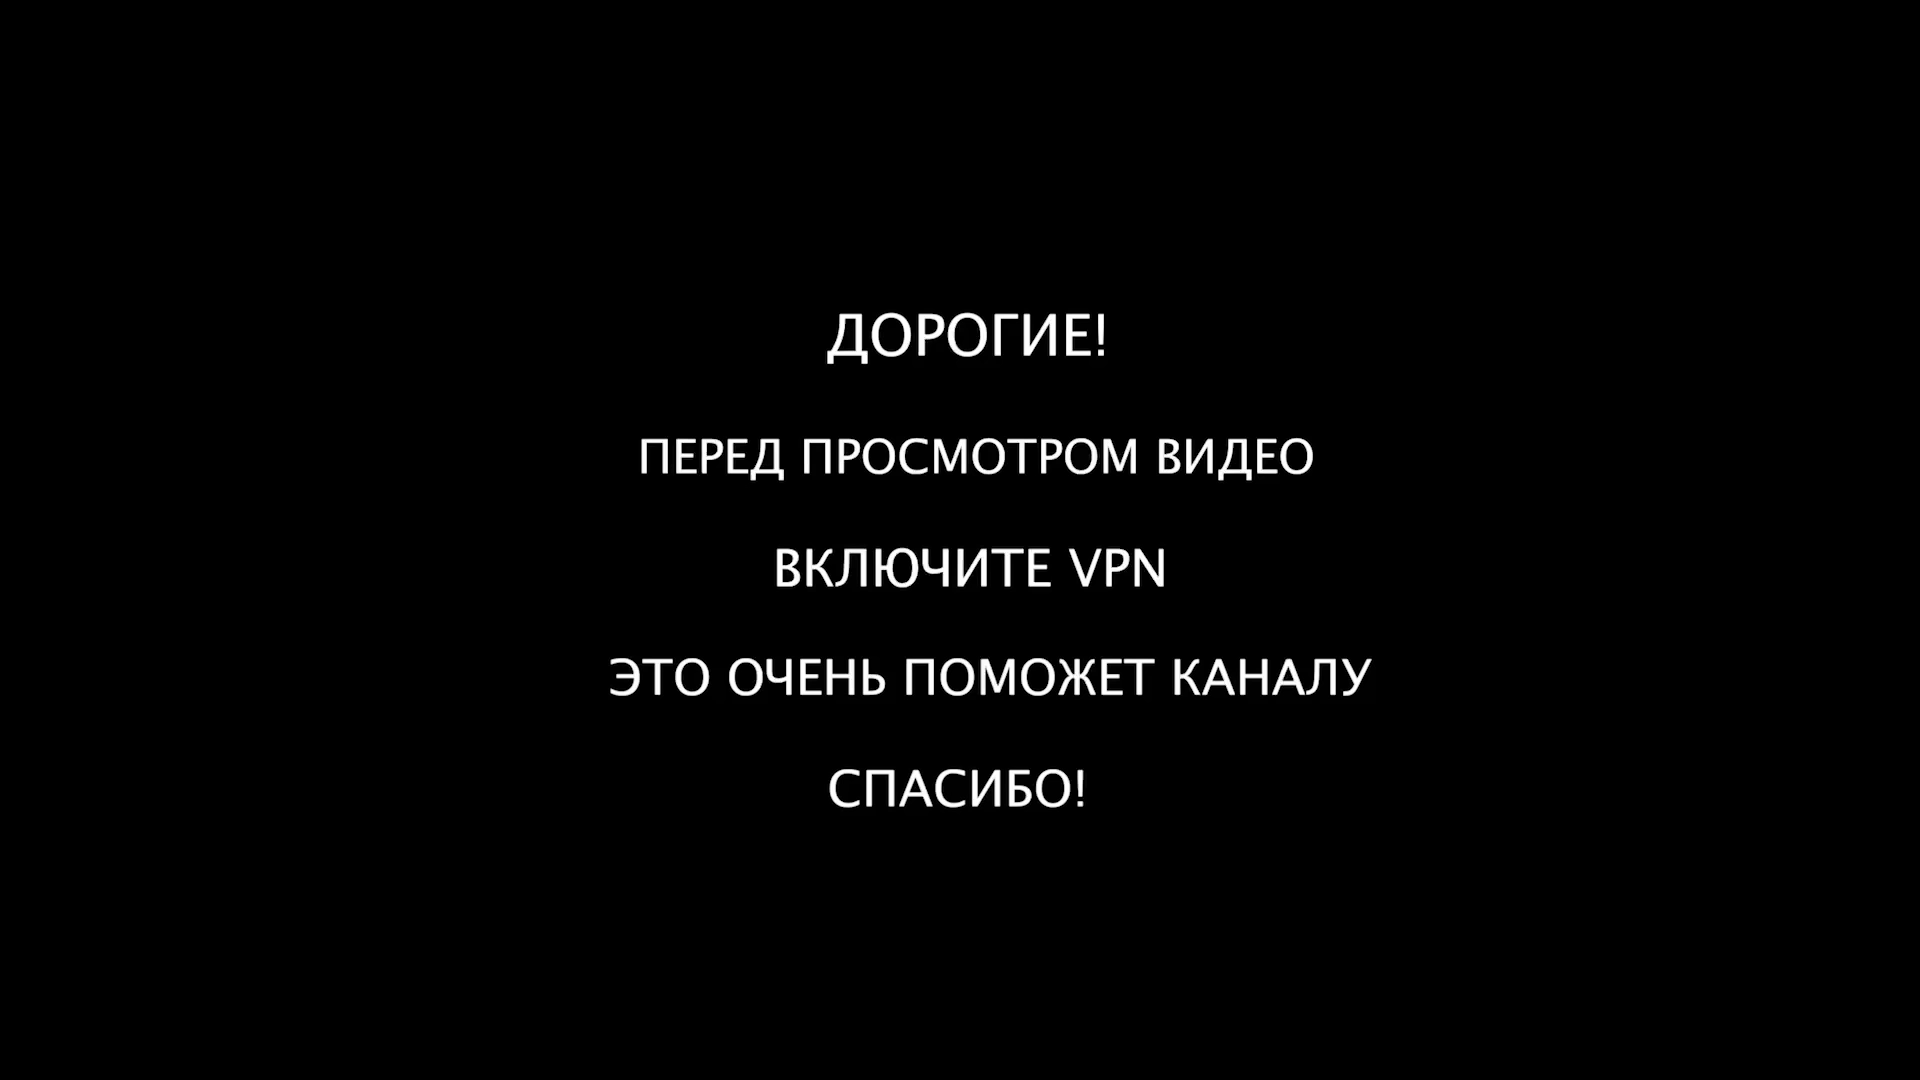 ДОРОГИЕ!
ПЕРЕД ПРОСМОТРОМ ВИДЕО
ВКЛЮЧИТЕ VPN
ЭТО ОЧЕНЬ ПОМОЖЕТ КАНАЛУ
СПАСИБО!